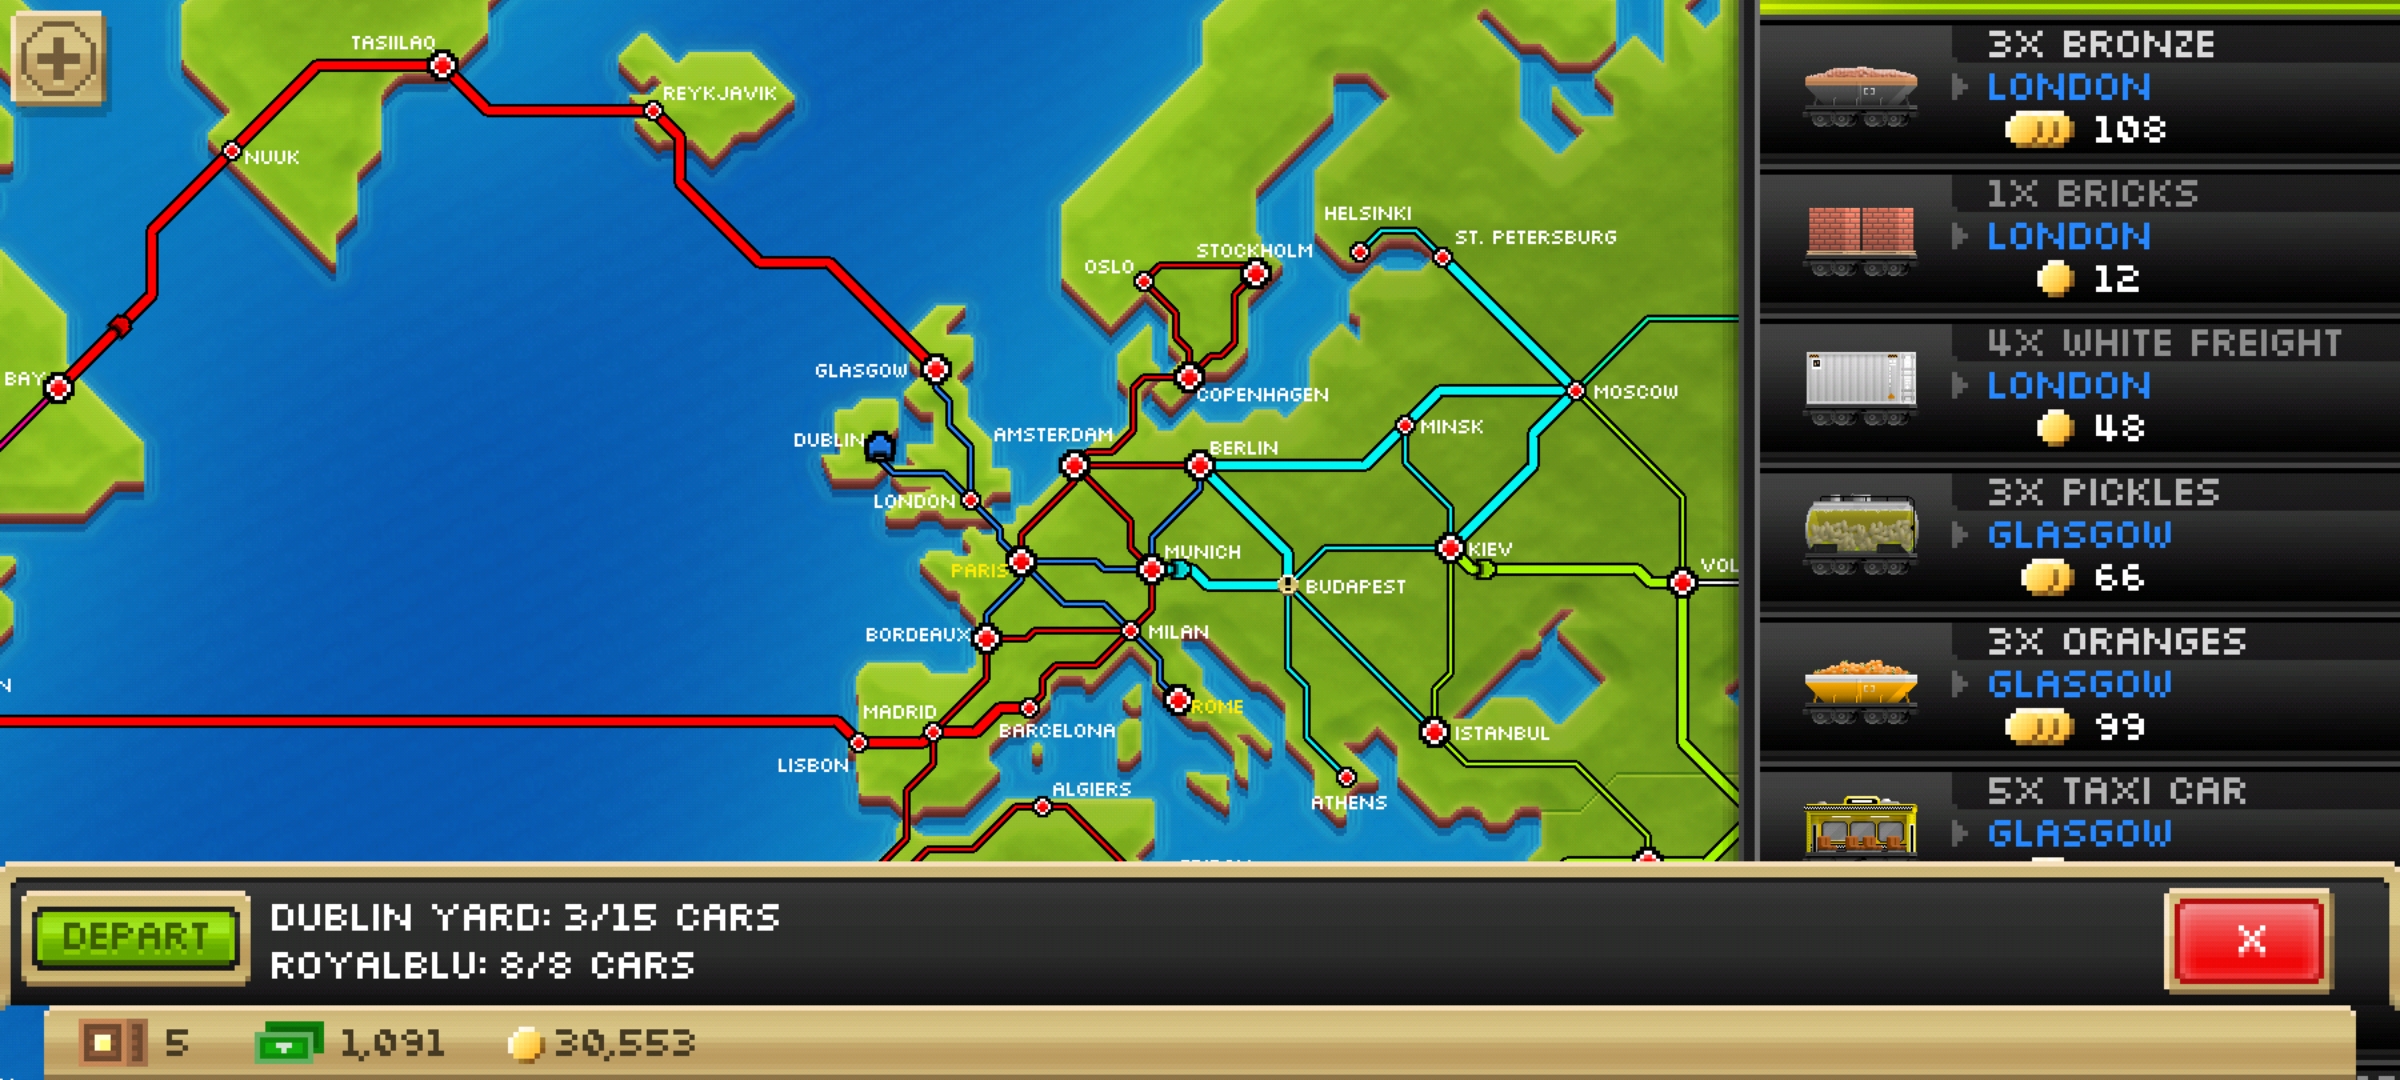 TASIILAQ
REYKJAVIK
NUUK
BAY
HELSINKI
ST. PETERSBURG
STOCKHOLM
OSLO
GLASGOW
COPENHAGEN
MOSCOW
MINSK
DUBLIN
AMSTERDAM
BERLIN
LONDON
MUNICH
KIEV
PARIS
BUDAPEST
VOL
BORDEAUX
MILAN
N
MADRID
ROME
BARCELONA
ISTANBUL
LISBON
ALGIERS
ATHENS
3X BRONZE
LONDON
108
1X BRICKS
LONDON
12
4X WHITE FREIGHT
LONDON
48
3X PICKLES
GLASGOW
66
3X ORANGES
GLASGOW
99
5X TAXI CAR
GLASGOW
DEPART
DUBLIN YARD: 3/15 CARS
ROYALBLU: 8/8 CARS
X
5
1,091
30,553